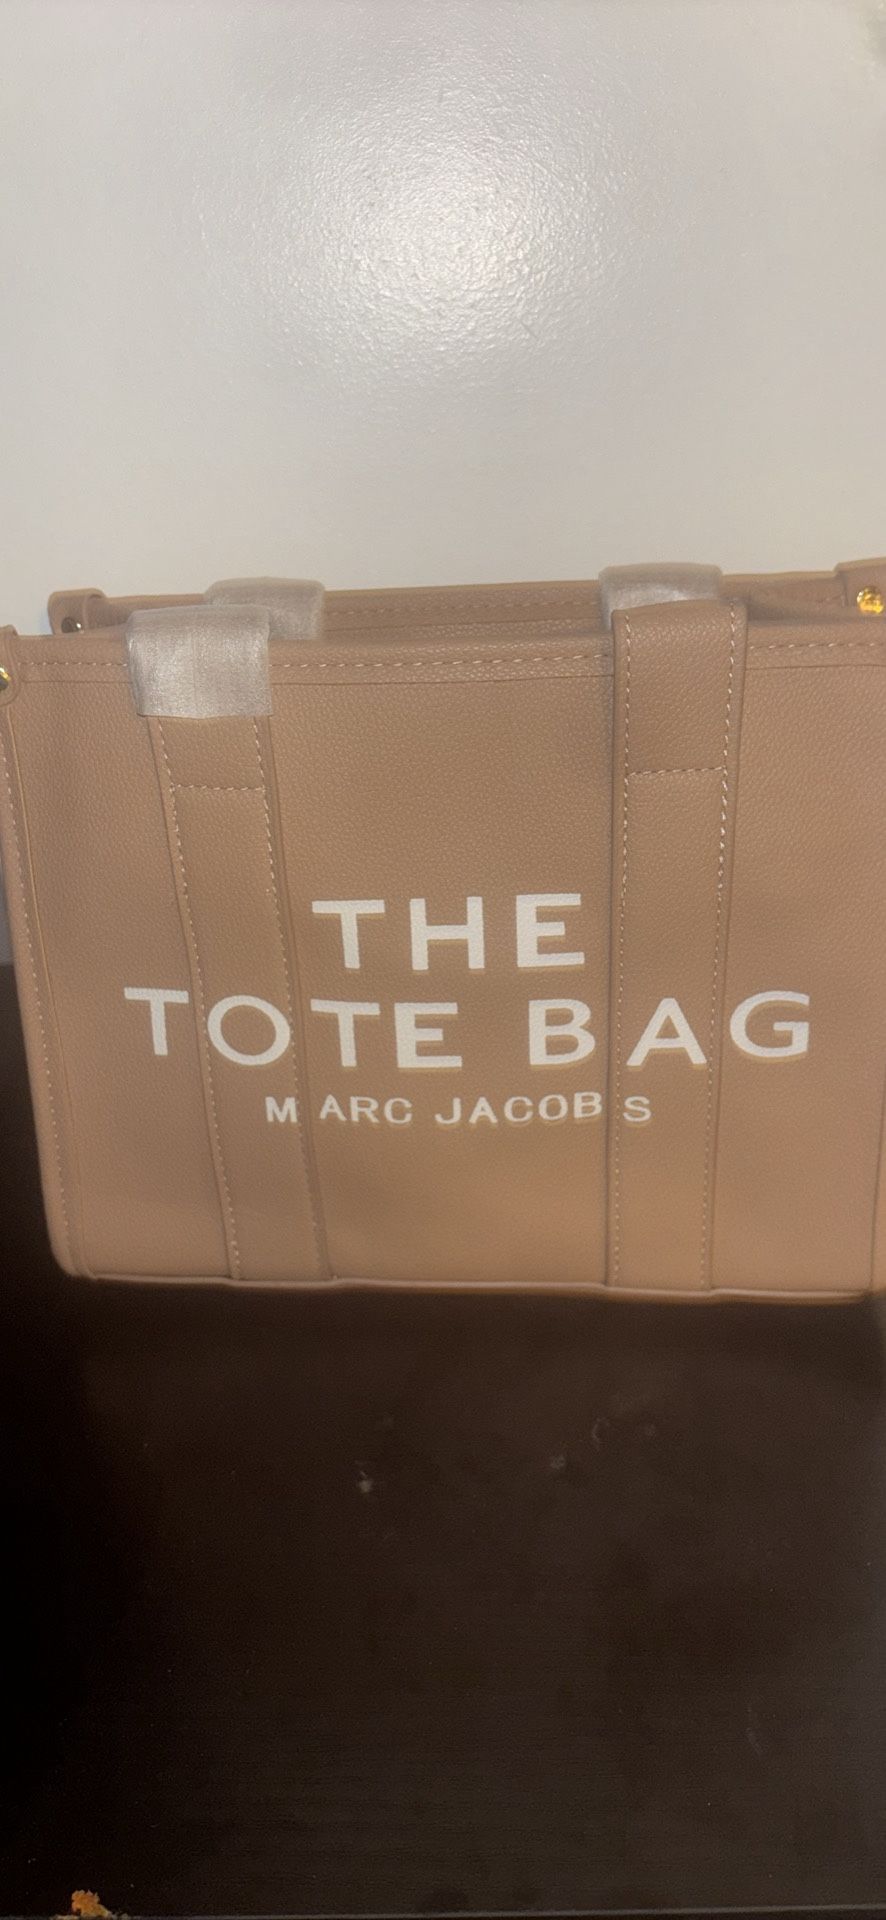 THE
TOTE BAG
MARC JACOBS